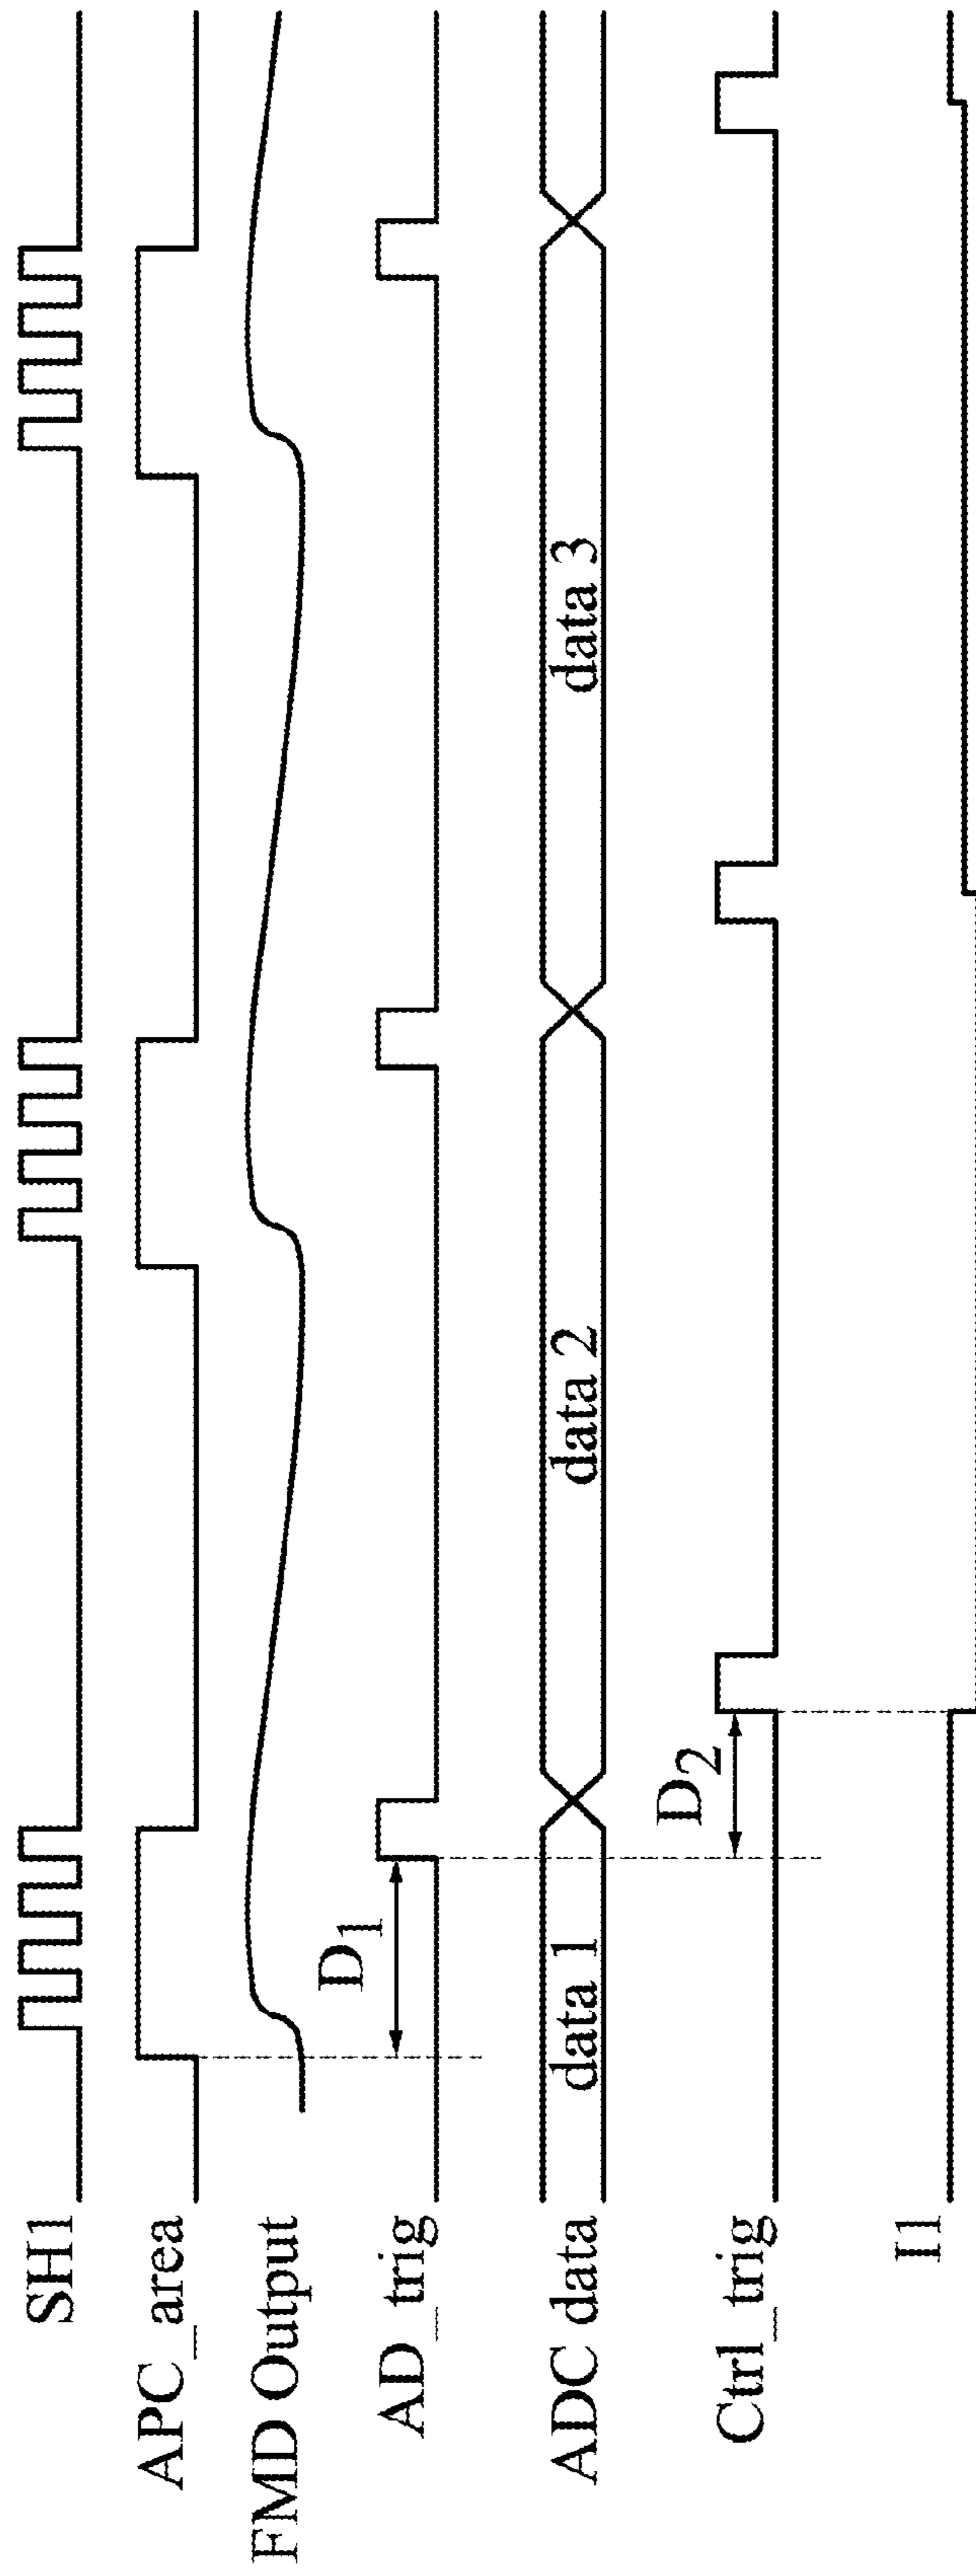 SH1
APC_area
FMD Output
D1
AD_trig
data 1
data 2
data 3
ADC data
D2
Ctrl_trig
I1